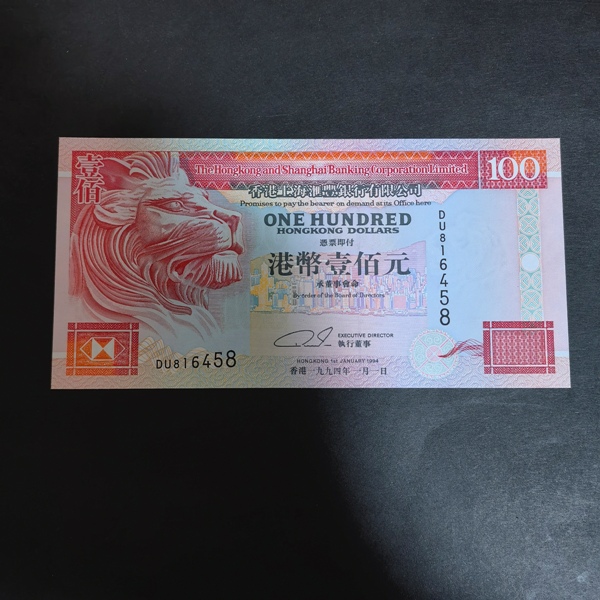 壹佰
The Hongkong and Shanghai Banking Corporation Limited
100
香港上海滙豐銀行有限公司
Promises to pay the bearer on demand at its Office here
ONE HUNDRED
HONGKONG DOLLARS
憑票即付
港幣壹佰元
承董事會命
By order of the Board of Directors
DU816458
EXECUTIVE DIRECTOR
執行董事
DU816458
HONGKONG 1st JANUARY 1994
香港一九九四年一月一日